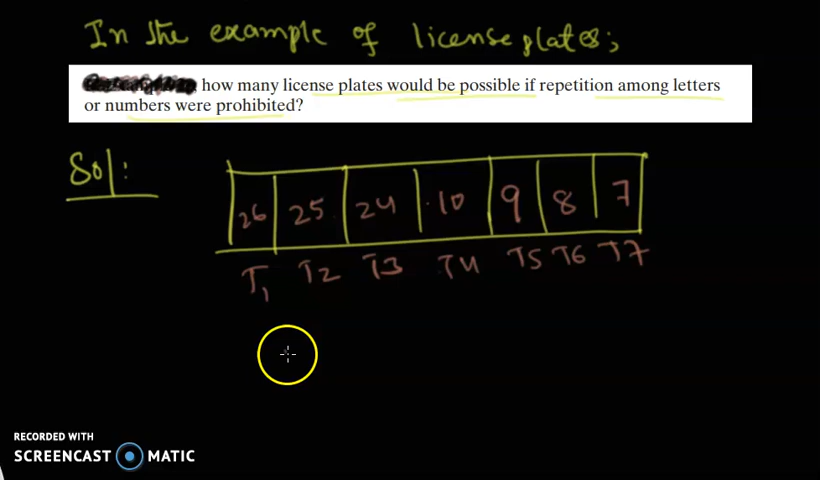 In the example of license plates;
how many license plates would be possible if repetition among letters
or numbers were prohibited?
Sol:
26 25 24 10 9 8 7
T1 T2 T3 T4 T5 T6 T7
RECORDED WITH
SCREENCAST MATIC